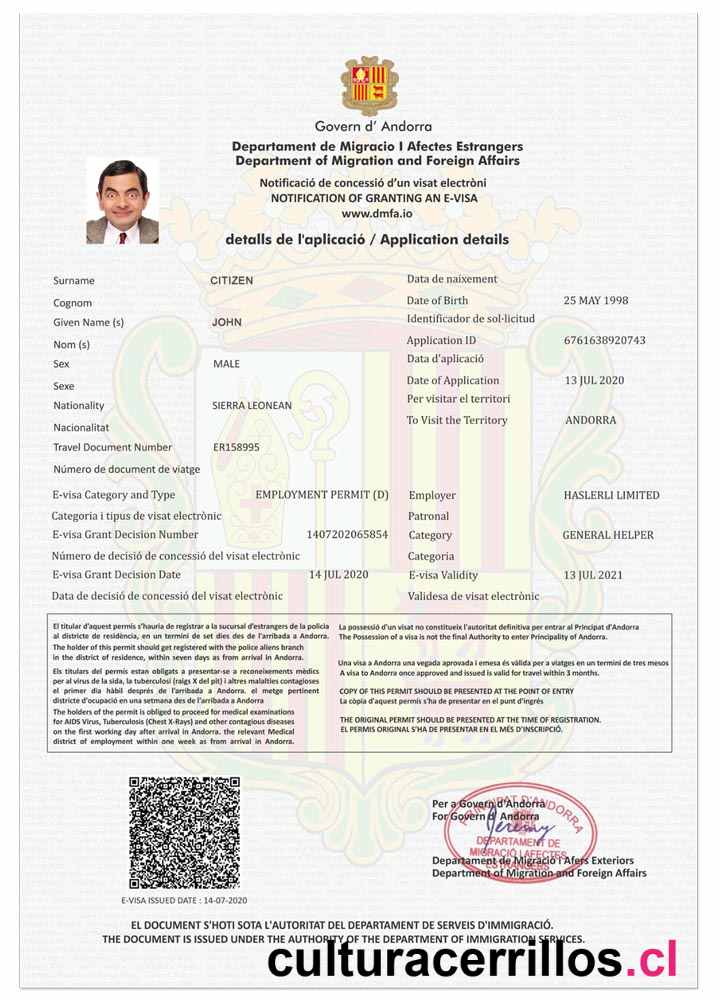 Govern d' Andorra
Departament de Migracio I Afectes Estrangers
Department of Migration and Foreign Affairs
Notificació de concessió d'un visat electròni
NOTIFICATION OF GRANTING AN E-VISA
www.dmfa.io
detalls de l'aplicació / Application details
Surname CITIZEN
Cognom
Given Name (s) JOHN
Nom (s)
Sex MALE
Sexe
Nationality SIERRA LEONEAN
Nacionalitat
Travel Document Number ER158995
Número de document de viatge
Data de naixement
Date of Birth 25 MAY 1998
Identificador de sol·licitud
Application ID 6761638920743
Data d'aplicació
Date of Application 13 JUL 2020
Per visitar el territori
To Visit the Territory ANDORRA
E-visa Category and Type EMPLOYMENT PERMIT (D)
Categoria i tipus de visat electrònic
E-visa Grant Decision Number 1407202065854
Número de decisió de concessió del visat electrònic
E-visa Grant Decision Date 14 JUL 2020
Data de decisió de concessió del visat electrònic
Employer HASLERLI LIMITED
Patronal
Category GENERAL HELPER
Categoria
E-visa Validity 13 JUL 2021
Validesa de visat electrònic
El titular d'aquest permís s'hauria de registrar a la sucursal d'estrangers de la policia
al districte de residència, en un termini de set dies des de l'arribada a Andorra.
The holder of this permit should get registered with the police aliens branch
in the district of residence, within seven days as from arrival in Andorra.
Els titulars del permís estan obligats a presentar-se a reconeixements mèdics
per al virus de la sida, la tuberculosi (raigs X del pit) i altres malalties contagioses
el primer dia hàbil després de l'arribada a Andorra. el metge pertinent
districte d'ocupació en una setmana des de l'arribada a Andorra
The holders of the permit is obliged to proceed for medical examinations
for AIDS Virus, Tuberculosis (Chest X-Rays) and other contagious diseases
on the first working day after arrival in Andorra. the relevant Medical
district of employment within one week as from arrival in Andorra.
La possessió d'un visat no constitueix l'autoritat definitiva per entrar al Principat d'Andorra
The Possession of a visa is not the final Authority to enter Principality of Andorra.
Una visa a Andorra una vegada aprovada i emesa és vàlida per a viatges en un termini de tres mesos
A visa to Andorra once approved and issued is valid for travel within 3 months.
COPY OF THIS PERMIT SHOULD BE PRESENTED AT THE POINT OF ENTRY
La còpia d'aquest permís s'ha de presentar en el punt d'ingrés
THE ORIGINAL PERMIT SHOULD BE PRESENTED AT THE TIME OF REGISTRATION.
EL PERMIS ORIGINAL S'HA DE PRESENTAR EN EL MÉS D'INSCRIPCIÓ.
Per a Govern d'Andorra
For Govern d' Andorra
PRINCIPAT D'ANDORRA
Jeremy
DEPARTAMENT DE
MIGRACIÓ I AFECTES
ESTRANGERS
Departament de Migració i Afers Exteriors
Department of Migration and Foreign Affairs
E-VISA ISSUED DATE : 14-07-2020
EL DOCUMENT S'HOTI SOTA L'AUTORITAT DEL DEPARTAMENT DE SERVEIS D'IMMIGRACIÓ.
THE DOCUMENT IS ISSUED UNDER THE AUTHORITY OF THE DEPARTMENT OF IMMIGRATION SERVICES.
culturacerrillos.cl